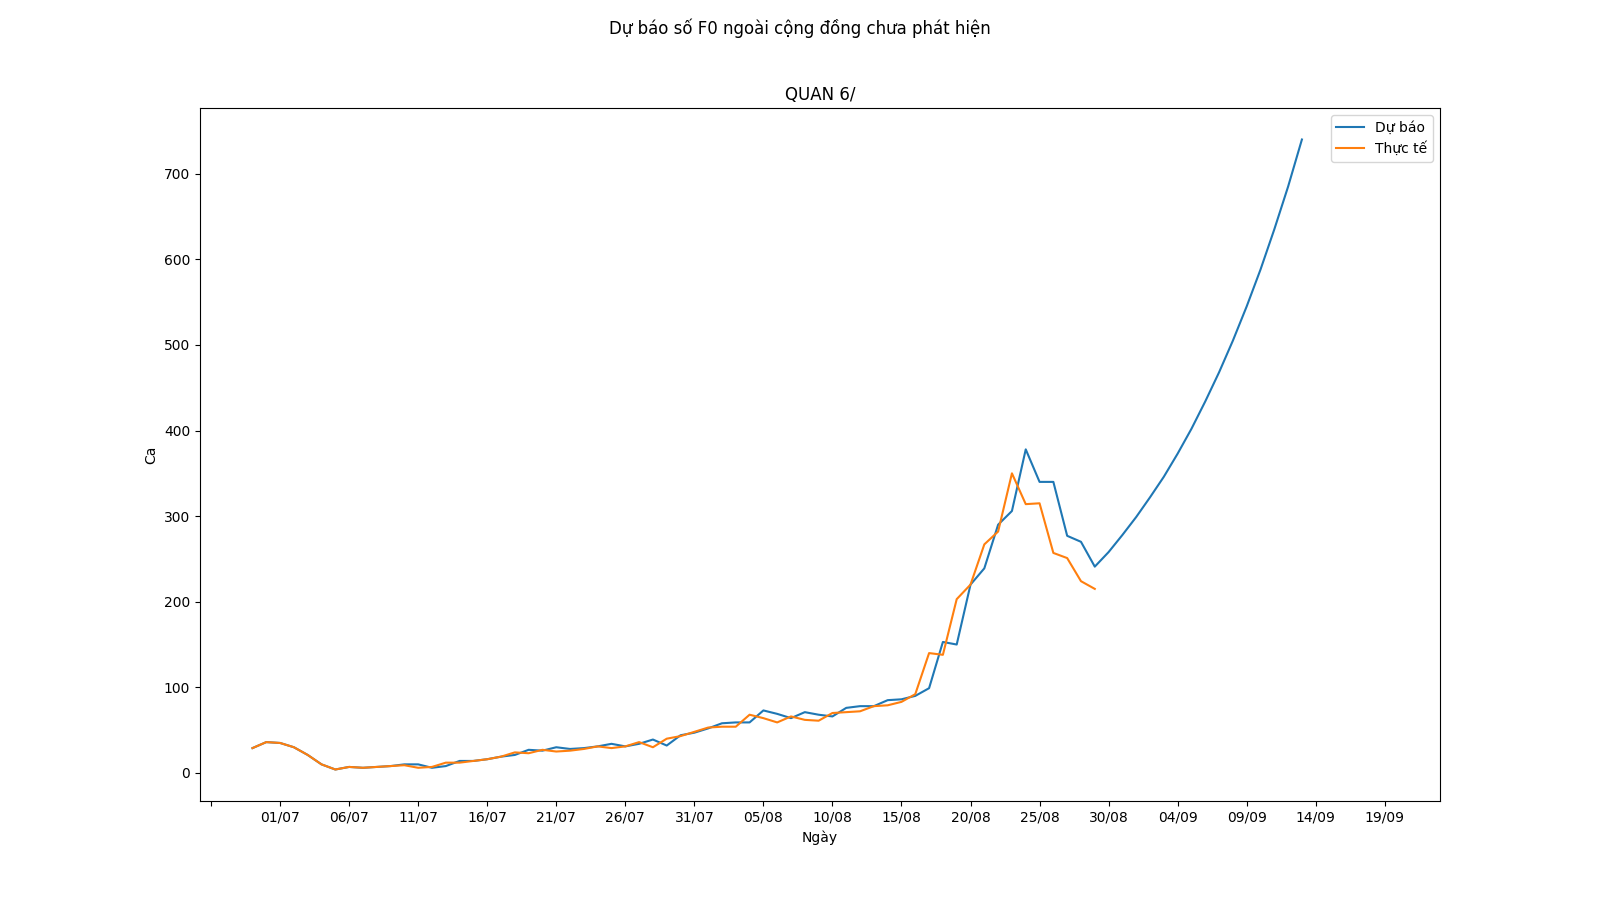 Dự báo số F0 ngoài cộng đồng chưa phát hiện
QUAN 6/
Dự báo
Thực tế
700
600
500
400
300
200
100
0
Ca
01/07 06/07 11/07 16/07 21/07 26/07 31/07 05/08 10/08 15/08 20/08 25/08 30/08 04/09 09/09 14/09 19/09
Ngày